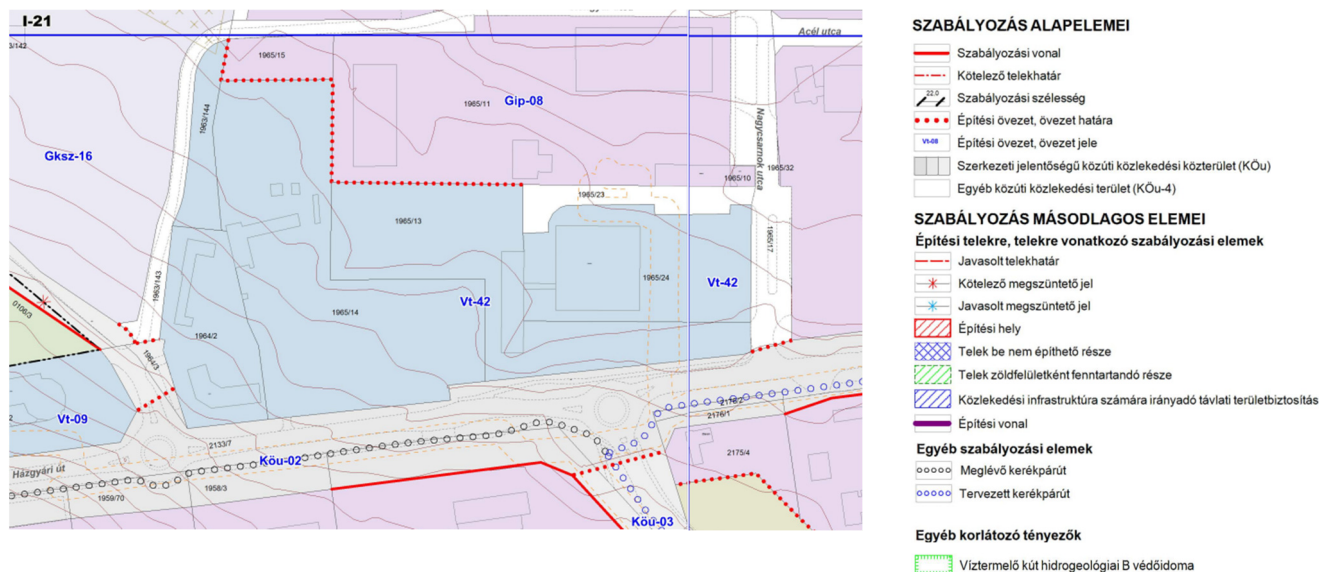 I-21
Acél utca
3/142
1965/15
1965/11
Gip-08
1963/144
Gksz-16
Nagycsarnok utca
1965/32
1965/10
1965/23
1965/13
1965/17
1965/24
Vt-42
Vt-42
1963/143
1965/14
0106/3
1964/2
1964/3
Vt-09
2
2176/2
2176/1
2133/7
Házgyári út
Köu-02
2175/4
1958/3
1959/70
Köu-03
SZABÁLYOZÁS ALAPELEMEI
Szabályozási vonal
Kötelező telekhatár
22.0
Szabályozási szélesség
Építési övezet, övezet határa
Vt-08
Építési övezet, övezet jele
Szerkezeti jelentőségű közúti közlekedési közterület (KÖu)
Egyéb közúti közlekedési terület (KÖu-4)
SZABÁLYOZÁS MÁSODLAGOS ELEMEI
Építési telekre, telekre vonatkozó szabályozási elemek
Javasolt telekhatár
Kötelező megszüntető jel
Javasolt megszüntető jel
Építési hely
Telek be nem építhető része
Telek zöldfelületként fenntartandó része
Közlekedési infrastruktúra számára irányadó távlati területbiztosítás
Építési vonal
Egyéb szabályozási elemek
Meglévő kerékpárút
Tervezett kerékpárút
Egyéb korlátozó tényezők
Víztermelő kút hidrogeológiai B védőidoma